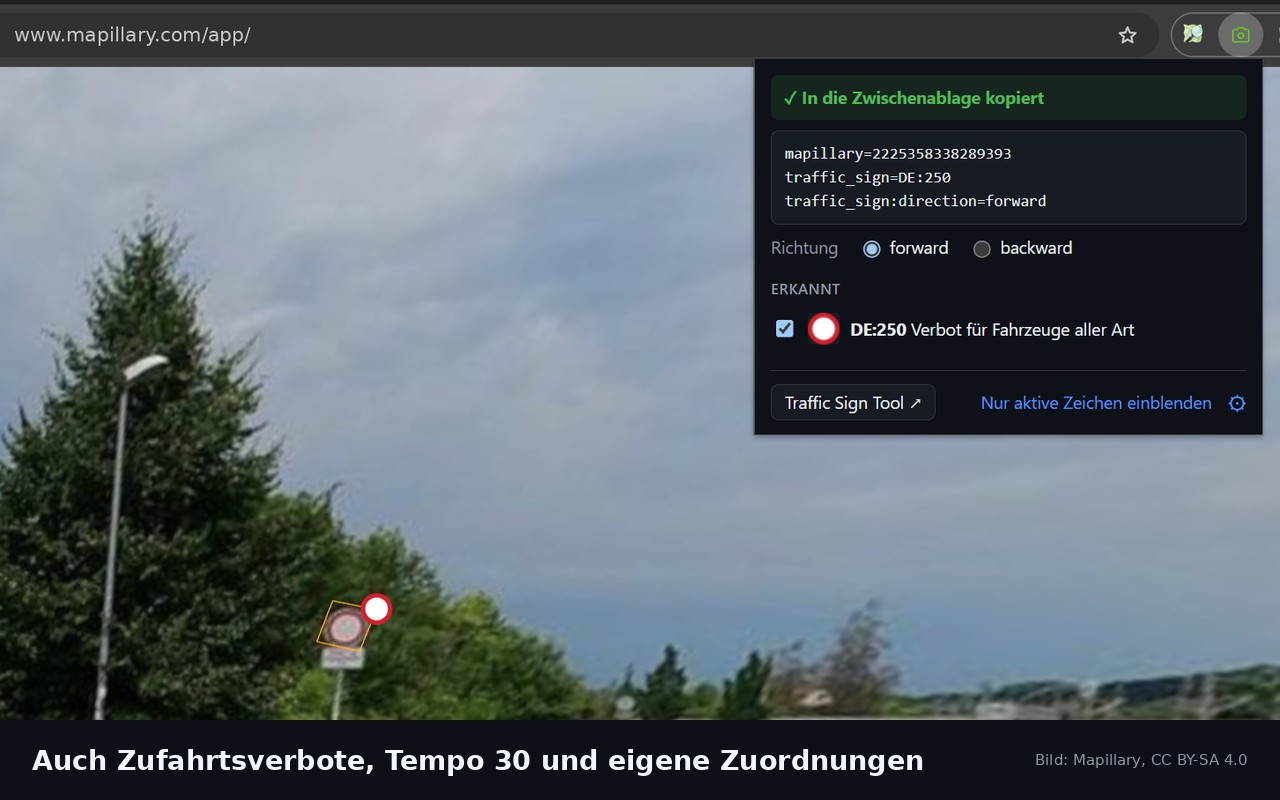 www.mapillary.com/app/
✓ In die Zwischenablage kopiert
mapillary=2225358338289393
traffic_sign=DE:250
traffic_sign:direction=forward
Richtung forward backward
ERKANNT
DE:250 Verbot für Fahrzeuge aller Art
Traffic Sign Tool ↗ Nur aktive Zeichen einblenden
Auch Zufahrtsverbote, Tempo 30 und eigene Zuordnungen
Bild: Mapillary, CC BY-SA 4.0